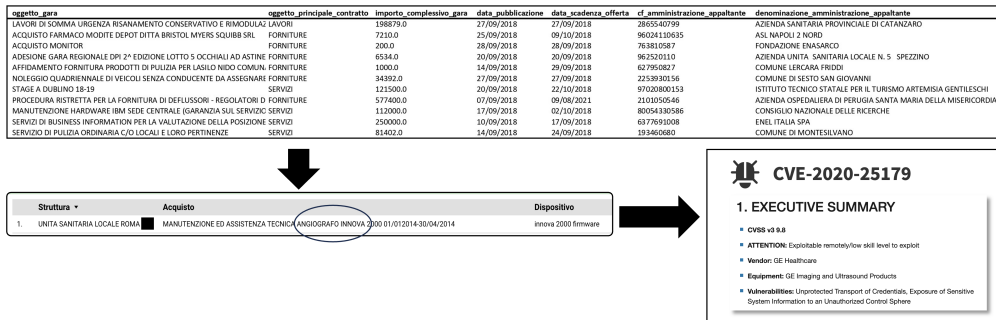 oggetto_gara oggetto_principale_contratto importo_complessivo_gara data_pubblicazione data_scadenza_offerta cf_amministrazione_appaltante denominazione_amministrazione_appaltante
LAVORI DI SOMMA URGENZA RISANAMENTO CONSERVATIVO E RIMODULAZ LAVORI 198879.0 27/09/2018 27/09/2018 2865540799 AZIENDA SANITARIA PROVINCIALE DI CATANZARO
ACQUISTO FARMACO MODITE DEPOT DITTA BRISTOL MYERS SQUIBB SRL FORNITURE 7210.0 25/09/2018 09/10/2018 96024110635 ASL NAPOLI 2 NORD
ACQUISTO MONITOR FORNITURE 200.0 28/09/2018 28/09/2018 763810587 FONDAZIONE ENASARCO
ADESIONE GARA REGIONALE DPI 2^ EDIZIONE LOTTO 5 OCCHIALI AD ASTINE FORNITURE 6534.0 20/09/2018 20/09/2018 962520110 AZIENDA UNITA SANITARIA LOCALE N. 5 SPEZZINO
AFFIDAMENTO FORNITURA PRODOTTI DI PULIZIA PER LASILO NIDO COMUN. FORNITURE 1000.0 14/09/2018 29/09/2018 627950827 COMUNE LERCARA FRIDDI
NOLEGGIO QUADRIENNALE DI VEICOLI SENZA CONDUCENTE DA ASSEGNARE FORNITURE 34392.0 27/09/2018 27/09/2018 2253930156 COMUNE DI SESTO SAN GIOVANNI
STAGE A DUBLINO 18-19 SERVIZI 121500.0 20/09/2018 22/10/2018 97020800153 ISTITUTO TECNICO STATALE PER IL TURISMO ARTEMISIA GENTILESCHI
PROCEDURA RISTRETTA PER LA FORNITURA DI DEFLUSSORI - REGOLATORI D FORNITURE 577400.0 07/09/2018 09/08/2021 2101050546 AZIENDA OSPEDALIERA DI PERUGIA SANTA MARIA DELLA MISERICORDIA
MANUTENZIONE HARDWARE IBM SEDE CENTRALE (GARANZIA SUL SERVIZIO SERVIZI 112000.0 17/09/2018 02/10/2018 80054330586 CONSIGLIO NAZIONALE DELLE RICERCHE
SERVIZI DI BUSINESS INFORMATION PER LA VALUTAZIONE DELLA POSIZIONE SERVIZI 250000.0 10/09/2018 17/09/2018 6377691008 ENEL ITALIA SPA
SERVIZIO DI PULIZIA ORDINARIA C/O LOCALI E LORO PERTINENZE SERVIZI 81402.0 14/09/2018 24/09/2018 193460680 COMUNE DI MONTESILVANO
Struttura Acquisto Dispositivo
1. UNITA SANITARIA LOCALE ROMA MANUTENZIONE ED ASSISTENZA TECNICA ANGIOGRAFO INNOVA 2000 01/012014-30/04/2014 innova 2000 firmware
CVE-2020-25179
1. EXECUTIVE SUMMARY
CVSS v3 9.8
ATTENTION: Exploitable remotely/low skill level to exploit
Vendor: GE Healthcare
Equipment: GE Imaging and Ultrasound Products
Vulnerabilities: Unprotected Transport of Credentials, Exposure of Sensitive
System Information to an Unauthorized Control Sphere